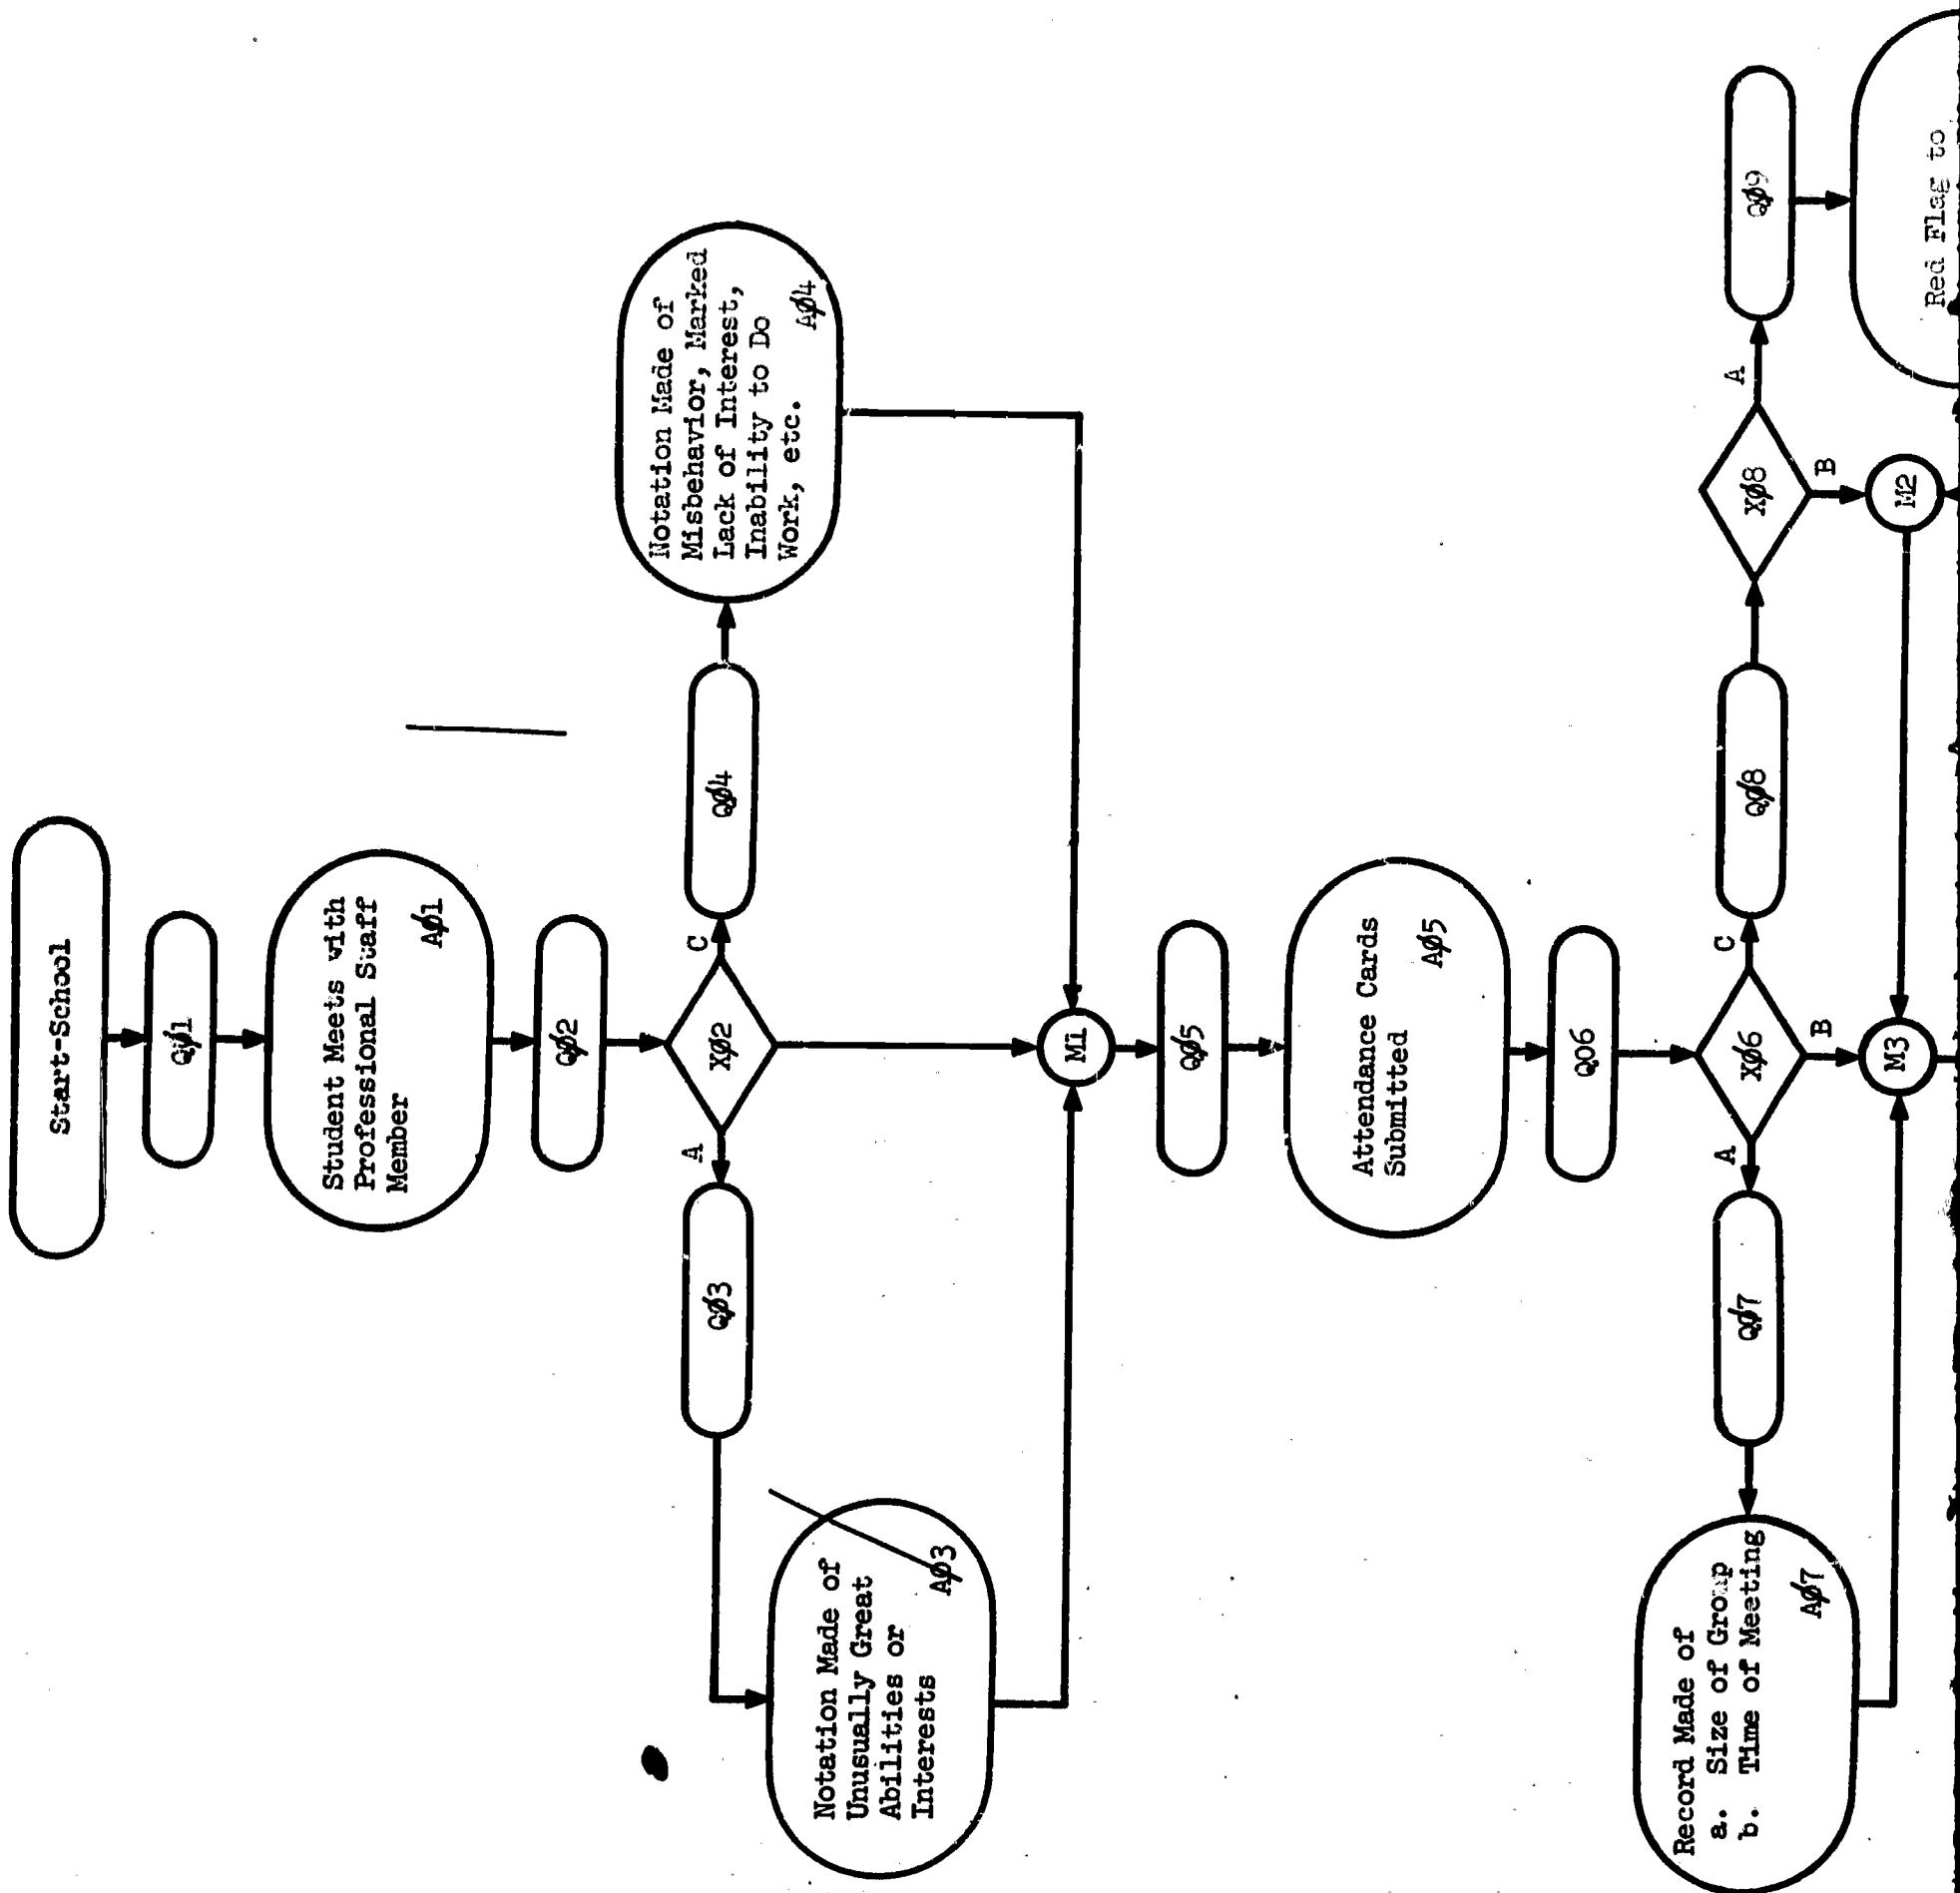 Start-School
QØ1
Student Meets with
Professional Staff
Member
AØ1
QØ2
XØ2
A
C
QØ3
QØ4
Notation Made of
Unusually Great
Abilities or
Interests
AØ3
Notation Made of
Misbehavior, Marked
Lack of Interest,
Inability to Do
Work, etc.
AØ4
M1
QØ5
Attendance Cards
Submitted
AØ5
Q06
XØ6
A
B
C
QØ7
Record Made of
a. Size of Group
b. Time of Meeting
AØ7
QØ8
XØ8
A
B
QØ9
M3
M2
Red Flag to